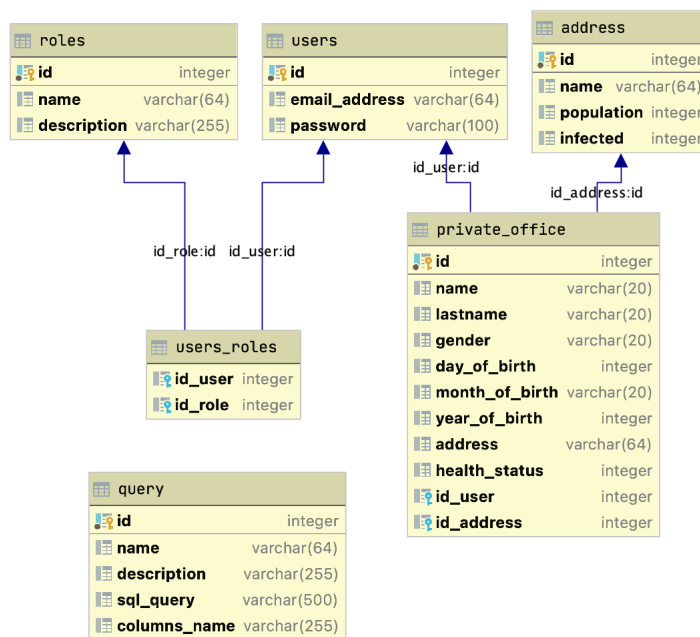 roles
id integer
name varchar(64)
description varchar(255)
users
id integer
email_address varchar(64)
password varchar(100)
address
id integer
name varchar(64)
population integer
infected integer
id_user:id
id_address:id
id_role:id
id_user:id
private_office
id integer
name varchar(20)
lastname varchar(20)
gender varchar(20)
day_of_birth integer
month_of_birth varchar(20)
year_of_birth integer
address varchar(64)
health_status integer
id_user integer
id_address integer
users_roles
id_user integer
id_role integer
query
id integer
name varchar(64)
description varchar(255)
sql_query varchar(500)
columns_name varchar(255)